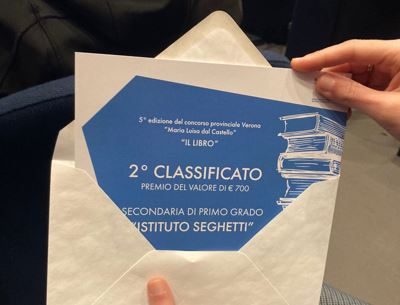 5ª edizione del concorso provinciale Verona
"Maria Luisa dal Castello"
"IL LIBRO"
2º CLASSIFICATO
PREMIO DEL VALORE DI € 700
SECONDARIA DI PRIMO GRADO
"ISTITUTO SEGHETTI"